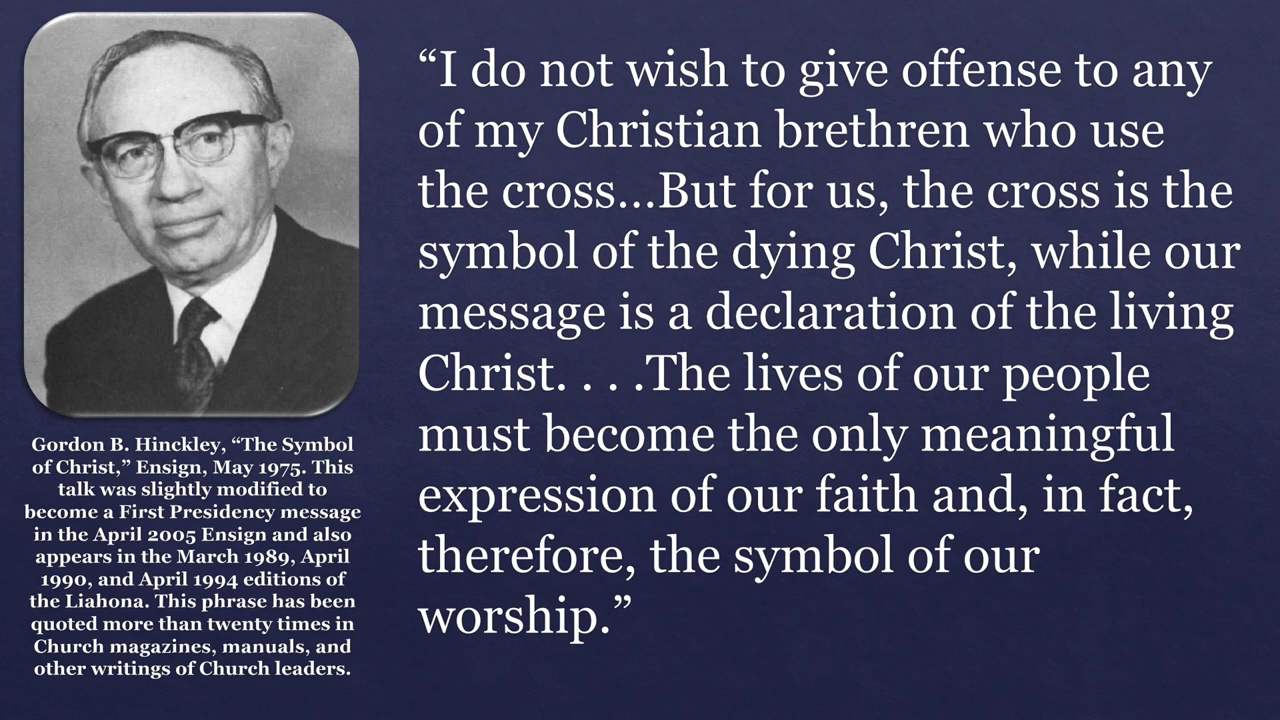 “I do not wish to give offense to any
of my Christian brethren who use
the cross...But for us, the cross is the
symbol of the dying Christ, while our
message is a declaration of the living
Christ. . . .The lives of our people
must become the only meaningful
expression of our faith and, in fact,
therefore, the symbol of our
worship.”
Gordon B. Hinckley, “The Symbol
of Christ,” Ensign, May 1975. This
talk was slightly modified to
become a First Presidency message
in the April 2005 Ensign and also
appears in the March 1989, April
1990, and April 1994 editions of
the Liahona. This phrase has been
quoted more than twenty times in
Church magazines, manuals, and
other writings of Church leaders.